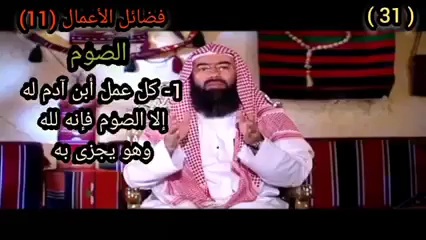 فضائل الأعمال (11)
(31)
الصوم
1- كل عمل أبن آدم له
إلا الصوم فإنه لله
وهو يجزى به